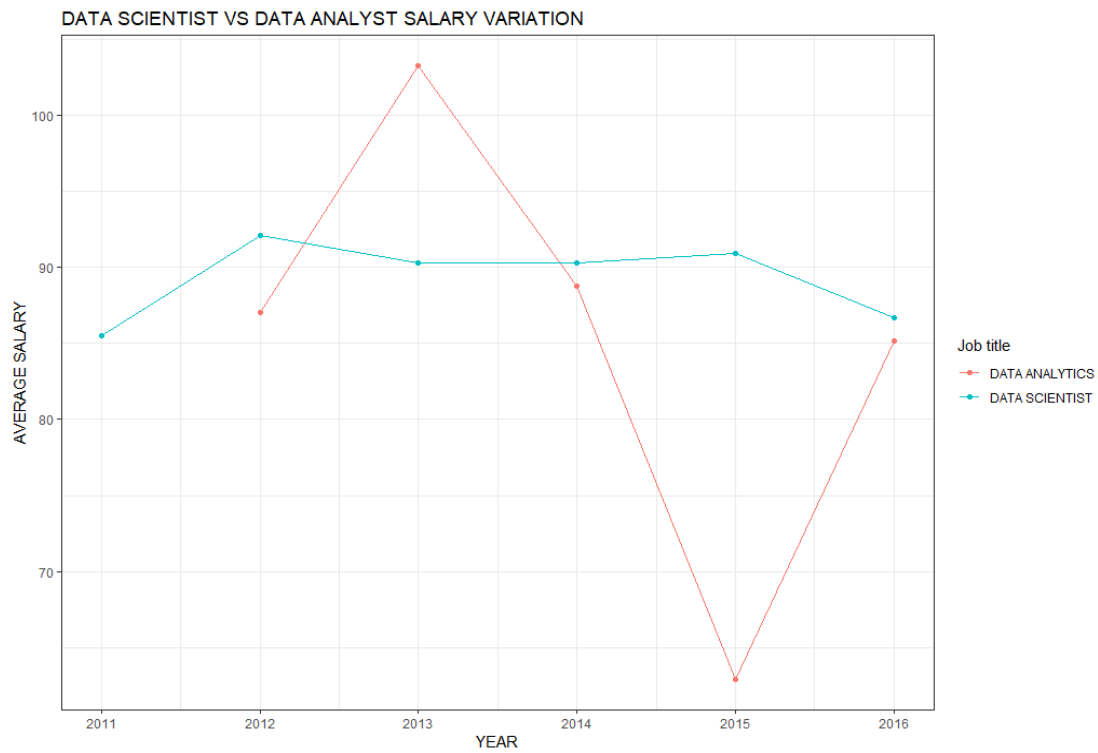 DATA SCIENTIST VS DATA ANALYST SALARY VARIATION
100
90
80
70
AVERAGE SALARY
2011 2012 2013 2014 2015 2016
YEAR
Job title
DATA ANALYTICS
DATA SCIENTIST